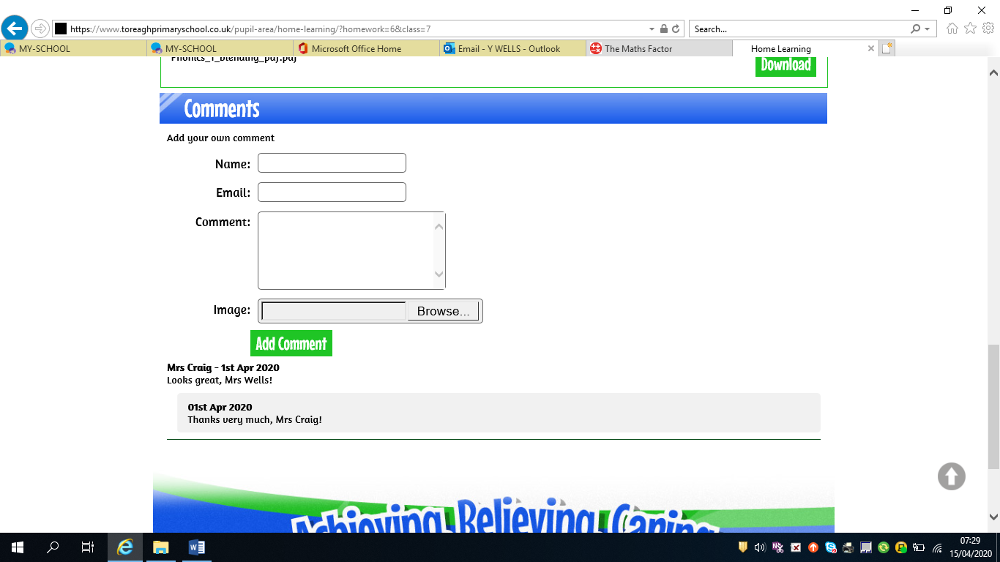 https://www.toreaghprimaryschool.co.uk/pupil-area/home-learning/?homework=6&class=7
Search...
MY-SCHOOL
MY-SCHOOL
Microsoft Office Home
Email - Y WELLS - Outlook
The Maths Factor
Home Learning
Download
Comments
Add your own comment
Name:
Email:
Comment:
Image:
Browse...
Add Comment
Mrs Craig - 1st Apr 2020
Looks great, Mrs Wells!
01st Apr 2020
Thanks very much, Mrs Craig!
Achieving, Believing, Caring
07:29
15/04/2020